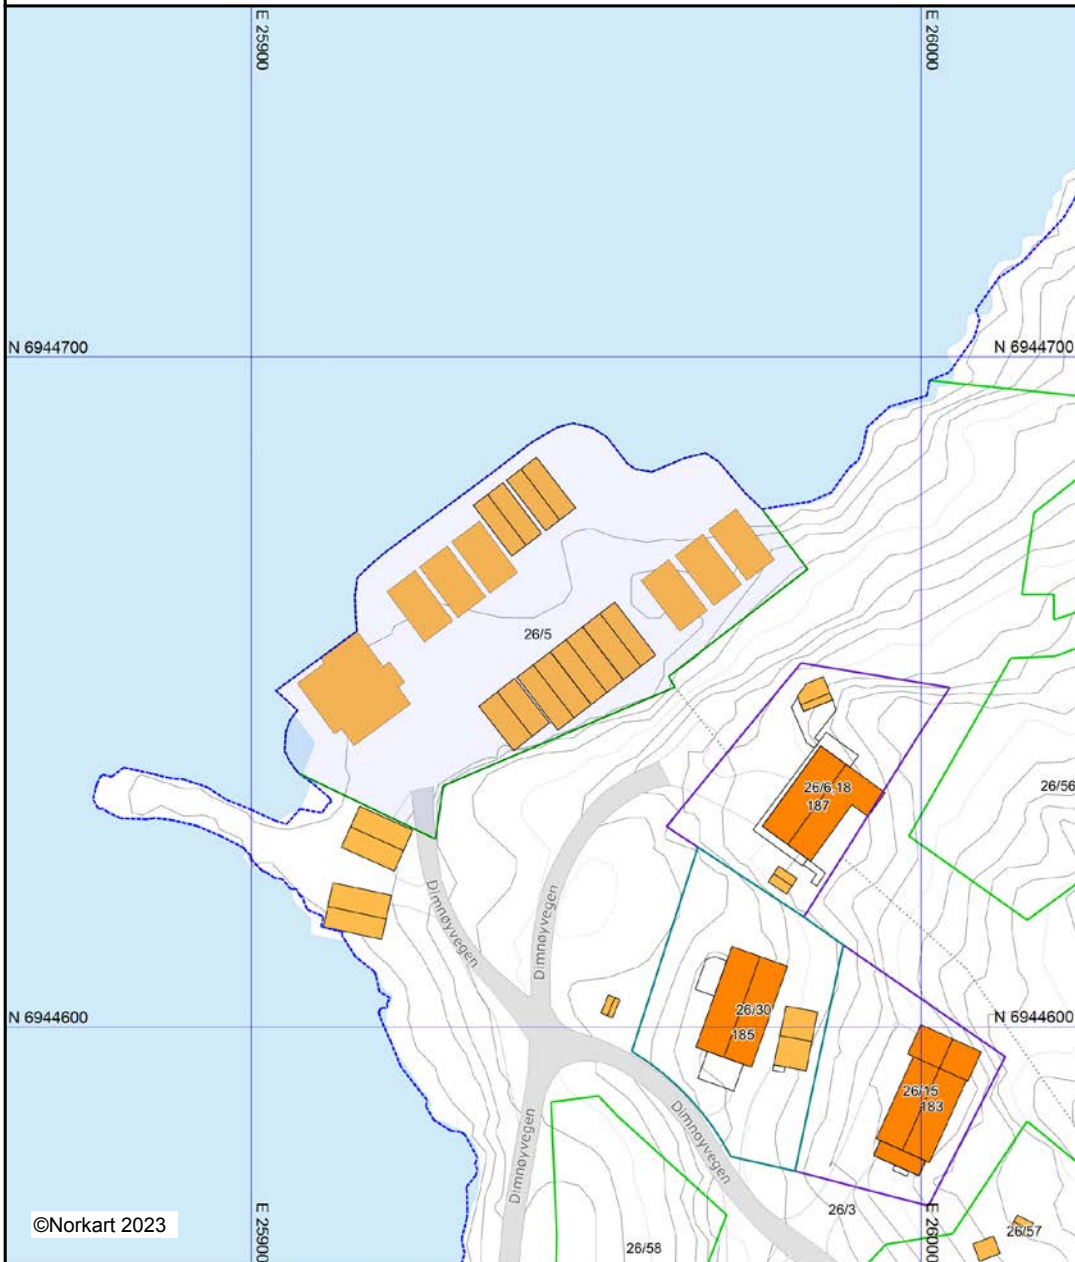 E 25900
E 26000
N 6944700
N 6944700
26/5
26/6,18
187
26/56
Dimnøyvegen
Dimnøyvegen
N 6944600
26/30
N 6944600
185
26/15
183
Dimnøyvegen
Dimnøyvegen
26/3
E 25900
E 26000
©Norkart 2023
26/57
26/58